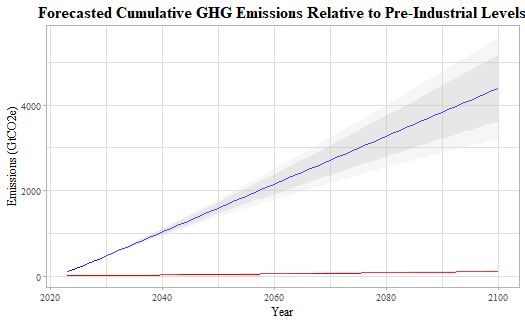 Forecasted Cumulative GHG Emissions Relative to Pre-Industrial Levels
Emissions (GtCO2e)
4000
2000
0
2020 2040 2060 2080 2100
Year